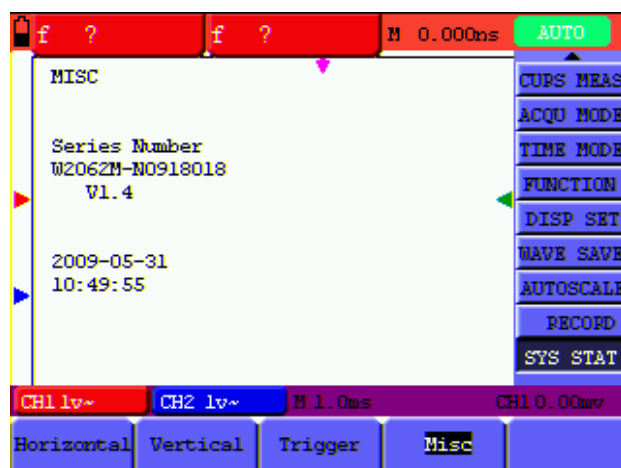 f ? f ? M 0.000ns AUTO
MISC
Series Number
W2062M-N0918018
V1.4
2009-05-31
10:49:55
CURS MEAS
ACQU MODE
TIME MODE
FUNCTION
DISP SET
WAVE SAVE
AUTOSCALE
RECORD
SYS STAT
CH1 1v~ CH2 1v~ M 1.0ms CH1 0.00mv
Horizontal Vertical Trigger Misc